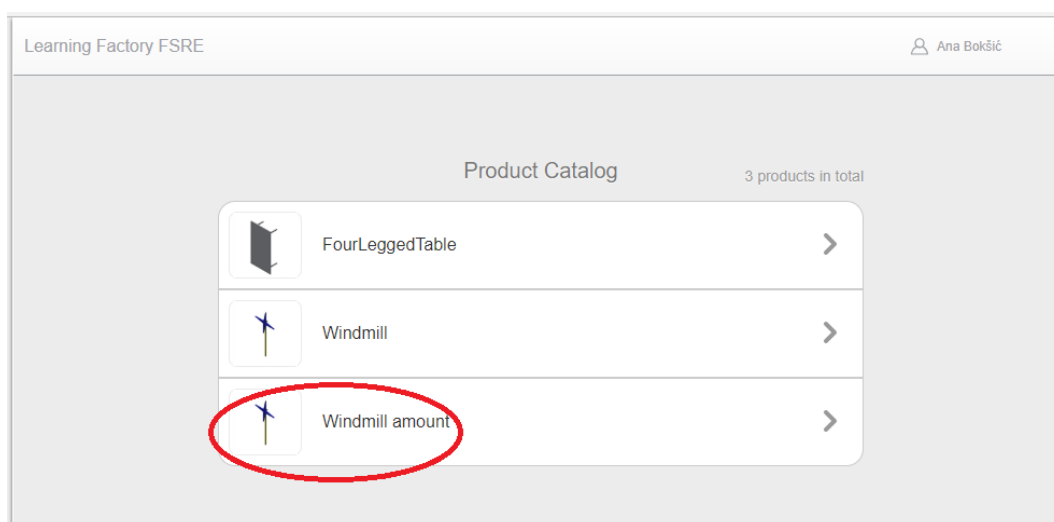 Learning Factory FSRE
Ana Bokšić
Product Catalog
3 products in total
FourLeggedTable
Windmill
Windmill amount